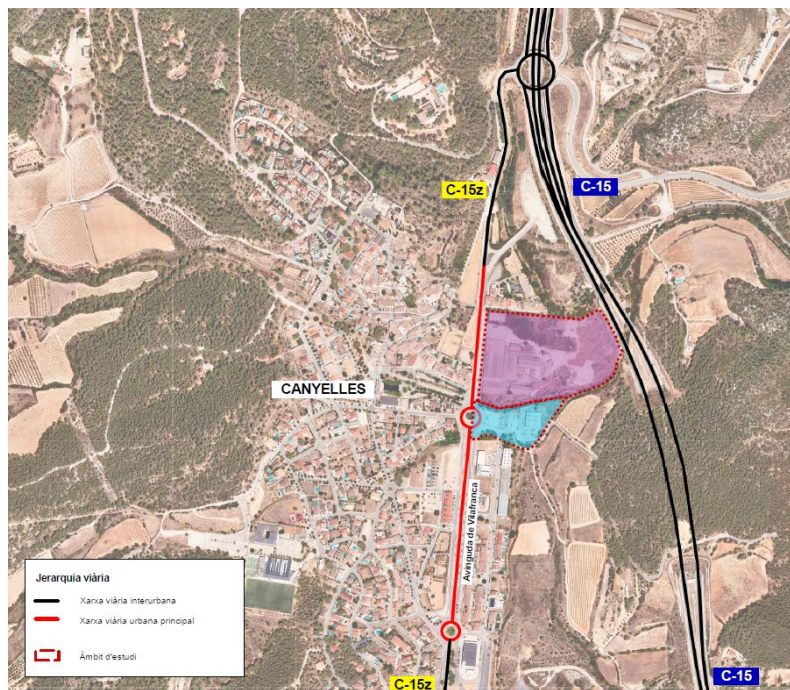 C-15z
C-15
CANYELLES
Avinguda de Vilafranca
Jerarquia viària
Xarxa viària interurbana
Xarxa viària urbana principal
Àmbit d'estudi
C-15z
C-15